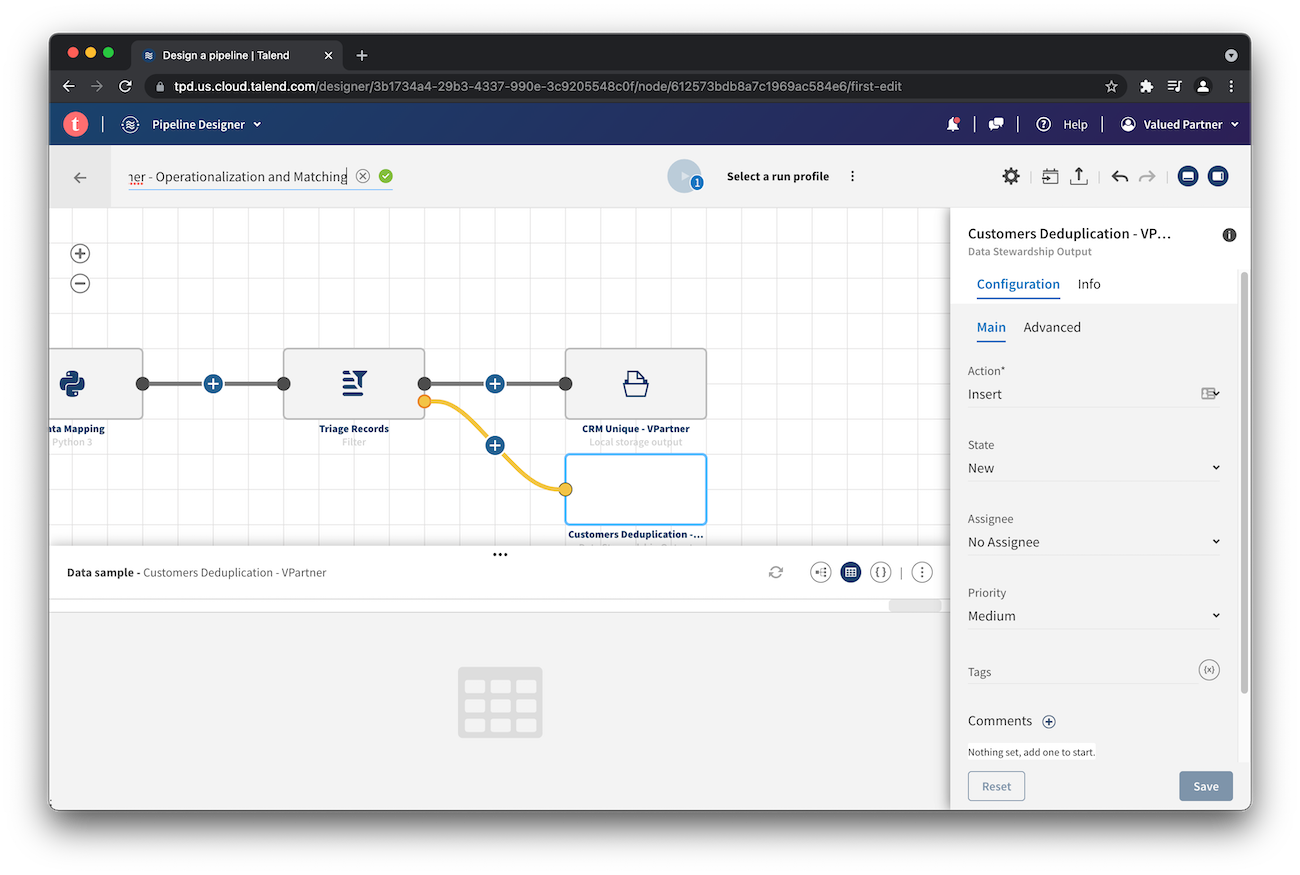 Design a pipeline | Talend
tpd.us.cloud.talend.com/designer/3b1734a4-29b3-4337-990e-3c9205548c0f/node/612573bdb8a7c1969ac584e6/first-edit
t
Pipeline Designer
Help
Valued Partner
ner - Operationalization and Matching
1
Select a run profile
Customers Deduplication - VP...
Data Stewardship Output
Configuration
Info
Main
Advanced
Action*
Insert
State
New
Assignee
No Assignee
Priority
Medium
Tags
{x}
Comments
Nothing set, add one to start.
Reset
Save
ata Mapping
Python 3
Triage Records
Filter
CRM Unique - VPartner
Local storage output
Customers Deduplication -...
Data sample - Customers Deduplication - VPartner